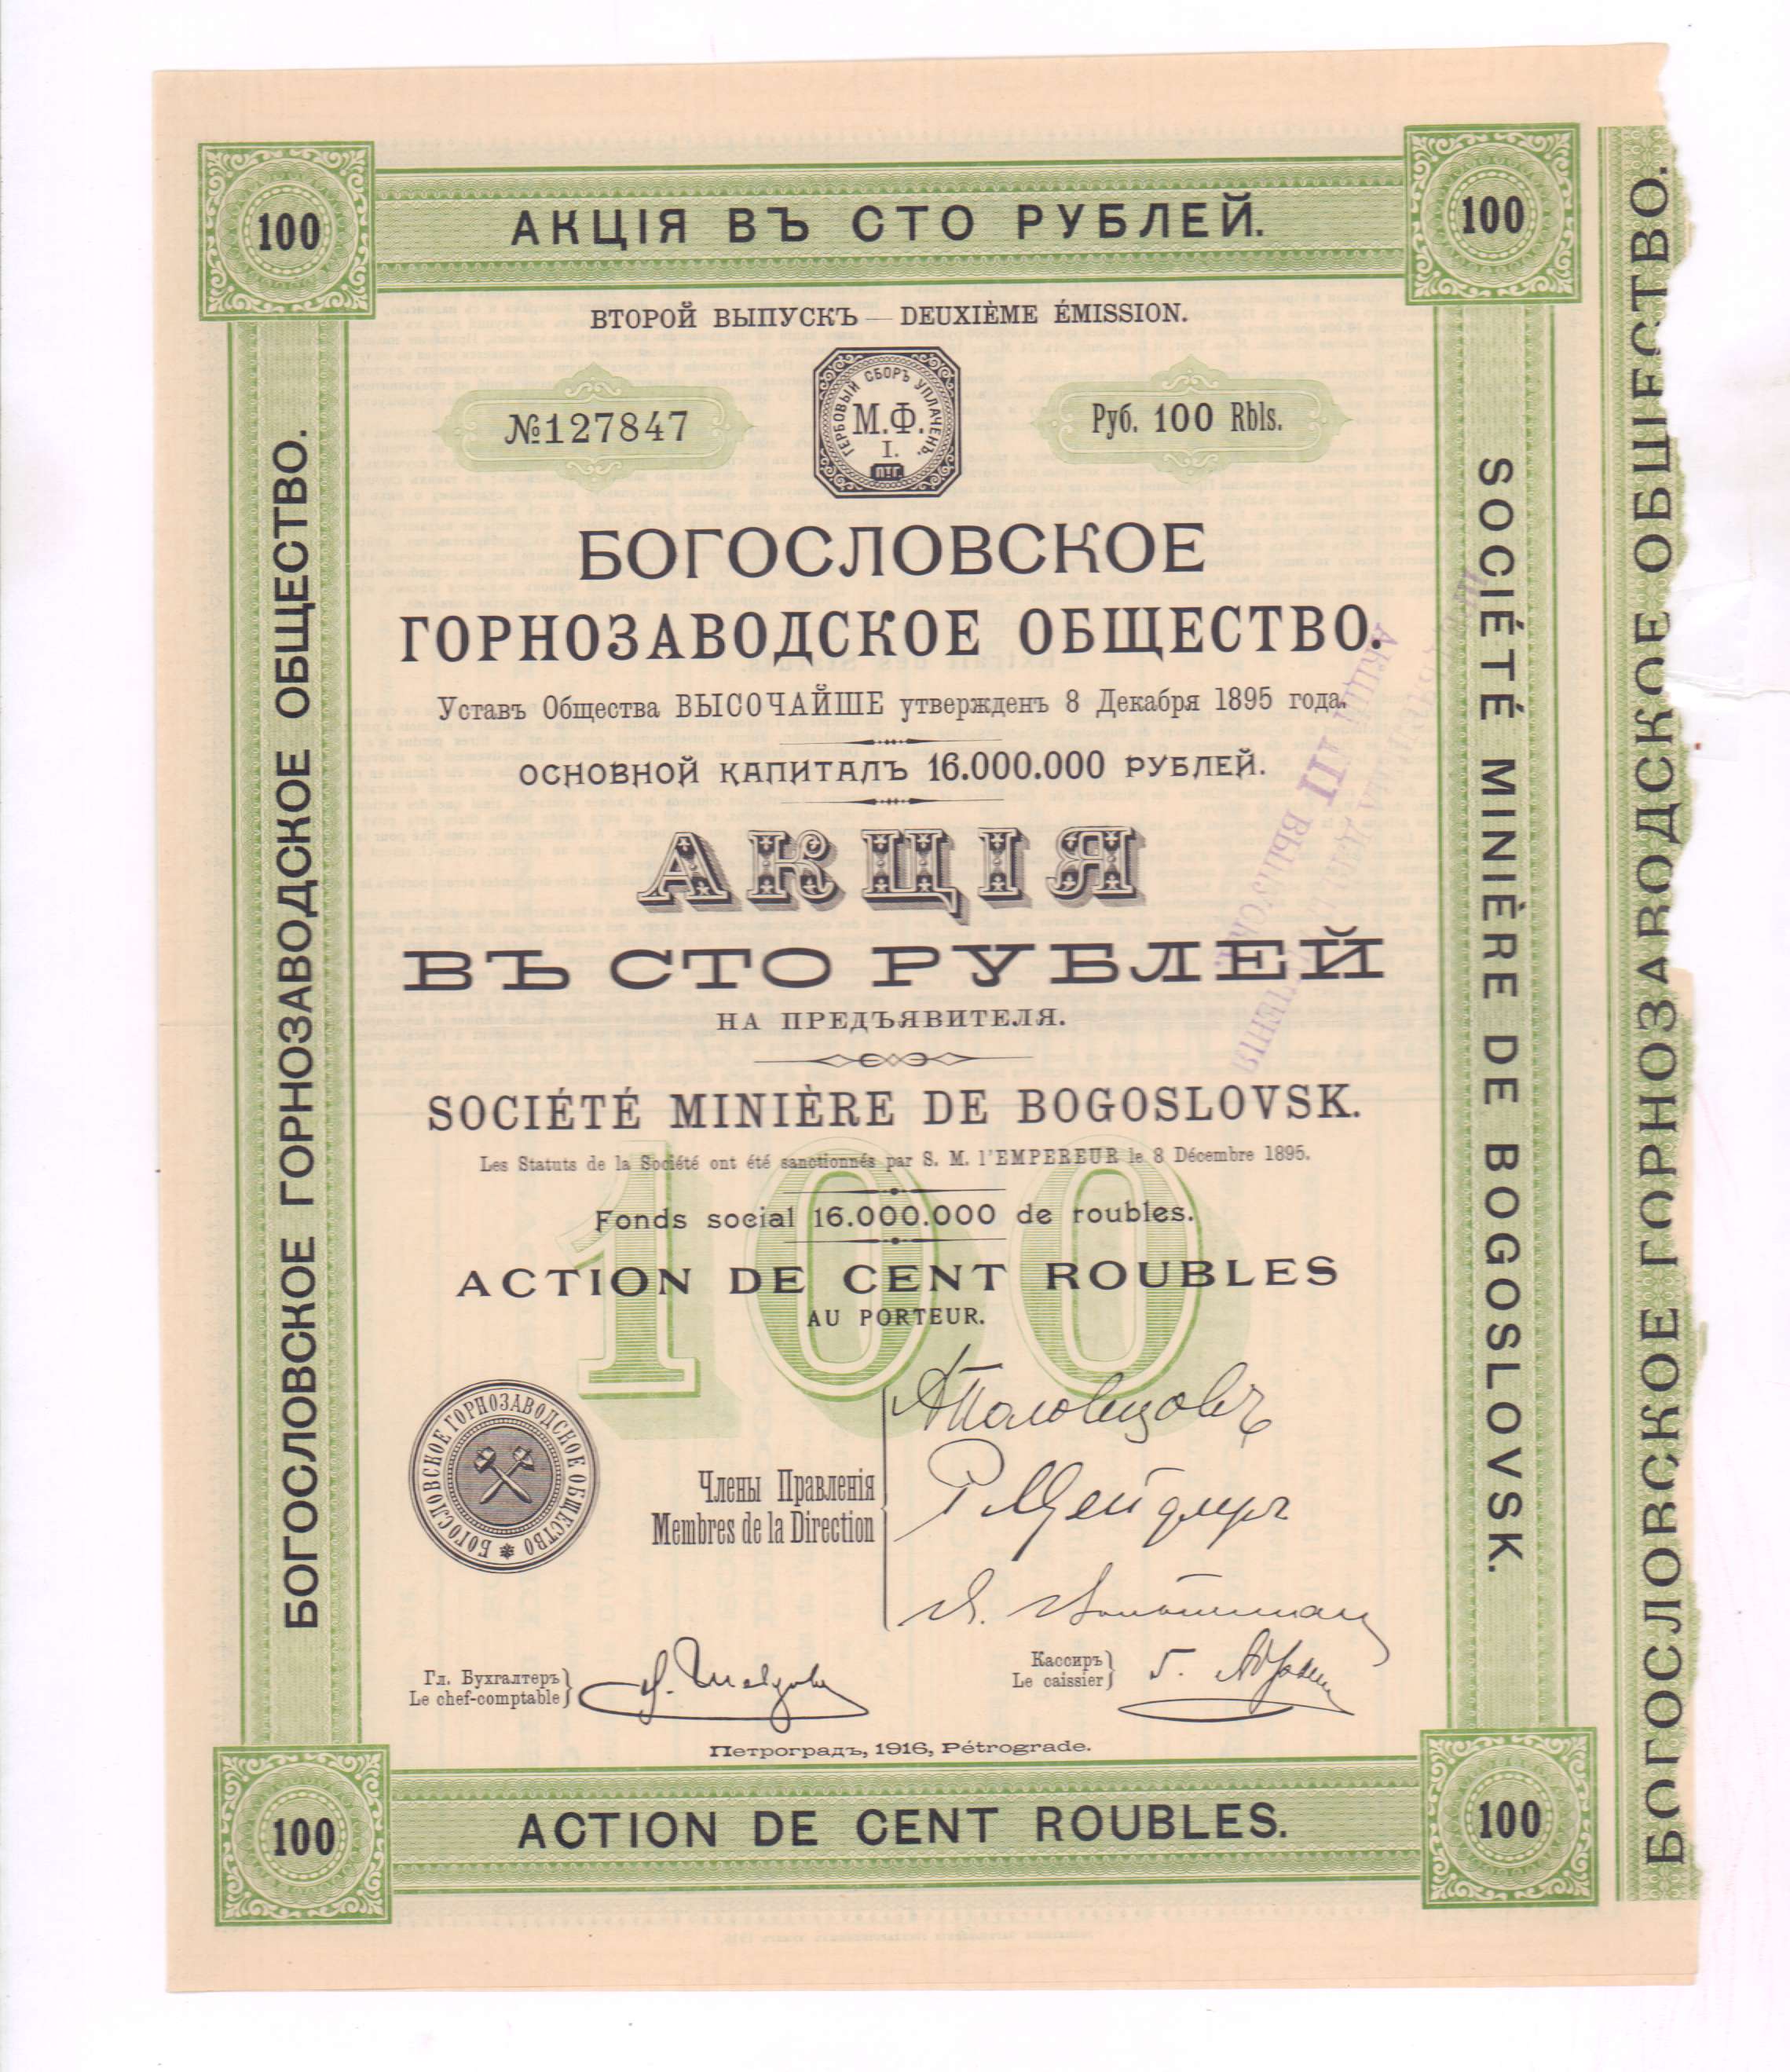 АКЦІЯ ВЪ СТО РУБЛЕЙ.
100
100
ВТОРОЙ ВЫПУСКЪ — DEUXIÈME ÉMISSION.
№127847
ГЕРБОВЫЙ СБОРЪ УПЛАЧЕНЪ.
М.Ф.
I.
ПТГ.
Руб. 100 Rbls.
БОГОСЛОВСКОЕ
ГОРНОЗАВОДСКОЕ ОБЩЕСТВО.
Уставъ Общества ВЫСОЧАЙШЕ утвержденъ 8 Декабря 1895 года.
ОСНОВНОЙ КАПИТАЛЪ 16.000.000 РУБЛЕЙ.
АКЦІЯ
ВЪ СТО РУБЛЕЙ
НА ПРЕДЪЯВИТЕЛЯ.
SOCIÉTÉ MINIÈRE DE BOGOSLOVSK.
Les Statuts de la Société ont été sanctionnés par S. M. l'EMPEREUR le 8 Décembre 1895.
Fonds social 16.000.000 de roubles.
ACTION DE CENT ROUBLES
AU PORTEUR.
100
БОГОСЛОВСКОЕ ГОРНОЗАВОДСКОЕ ОБЩЕСТВО
Члены Правленія
Membres de la Direction
АПоловцовъ
Гл. Бухгалтеръ
Le chef-comptable
Кассиръ
Le caissier
Петроградъ, 1916, Pétrograde.
100
ACTION DE CENT ROUBLES.
100
БОГОСЛОВСКОЕ ГОРНОЗАВОДСКОЕ ОБЩЕСТВО.
SOCIÉTÉ MINIÈRE DE BOGOSLOVSK.
БОГОСЛОВСКОЕ ГОРНОЗАВОДСКОЕ ОБЩЕСТВО.
АКЦІИ II ВЫПУСКА